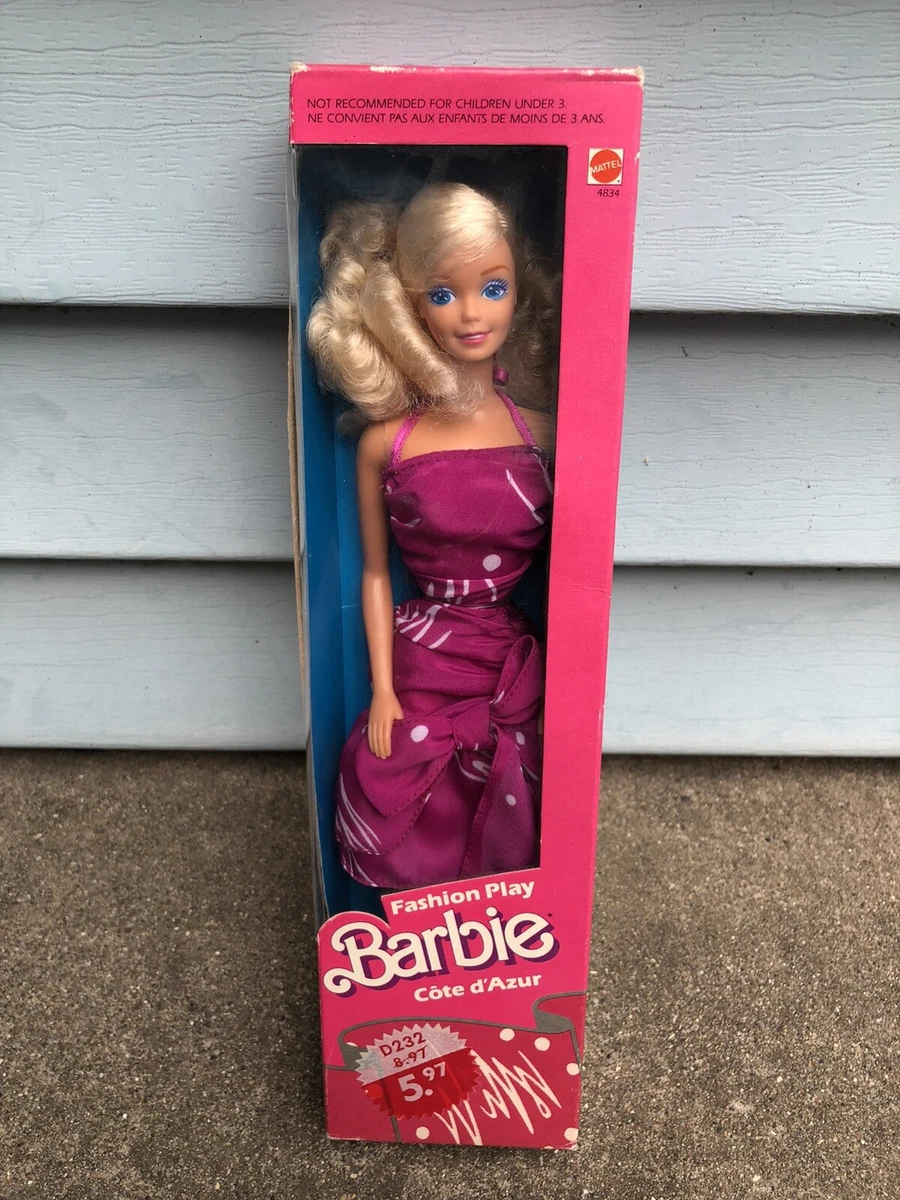 NOT RECOMMENDED FOR CHILDREN UNDER 3.
NE CONVIENT PAS AUX ENFANTS DE MOINS DE 3 ANS.
MATTEL
4834
Fashion Play
Barbie
Côte d'Azur
D232
8.97
5.97